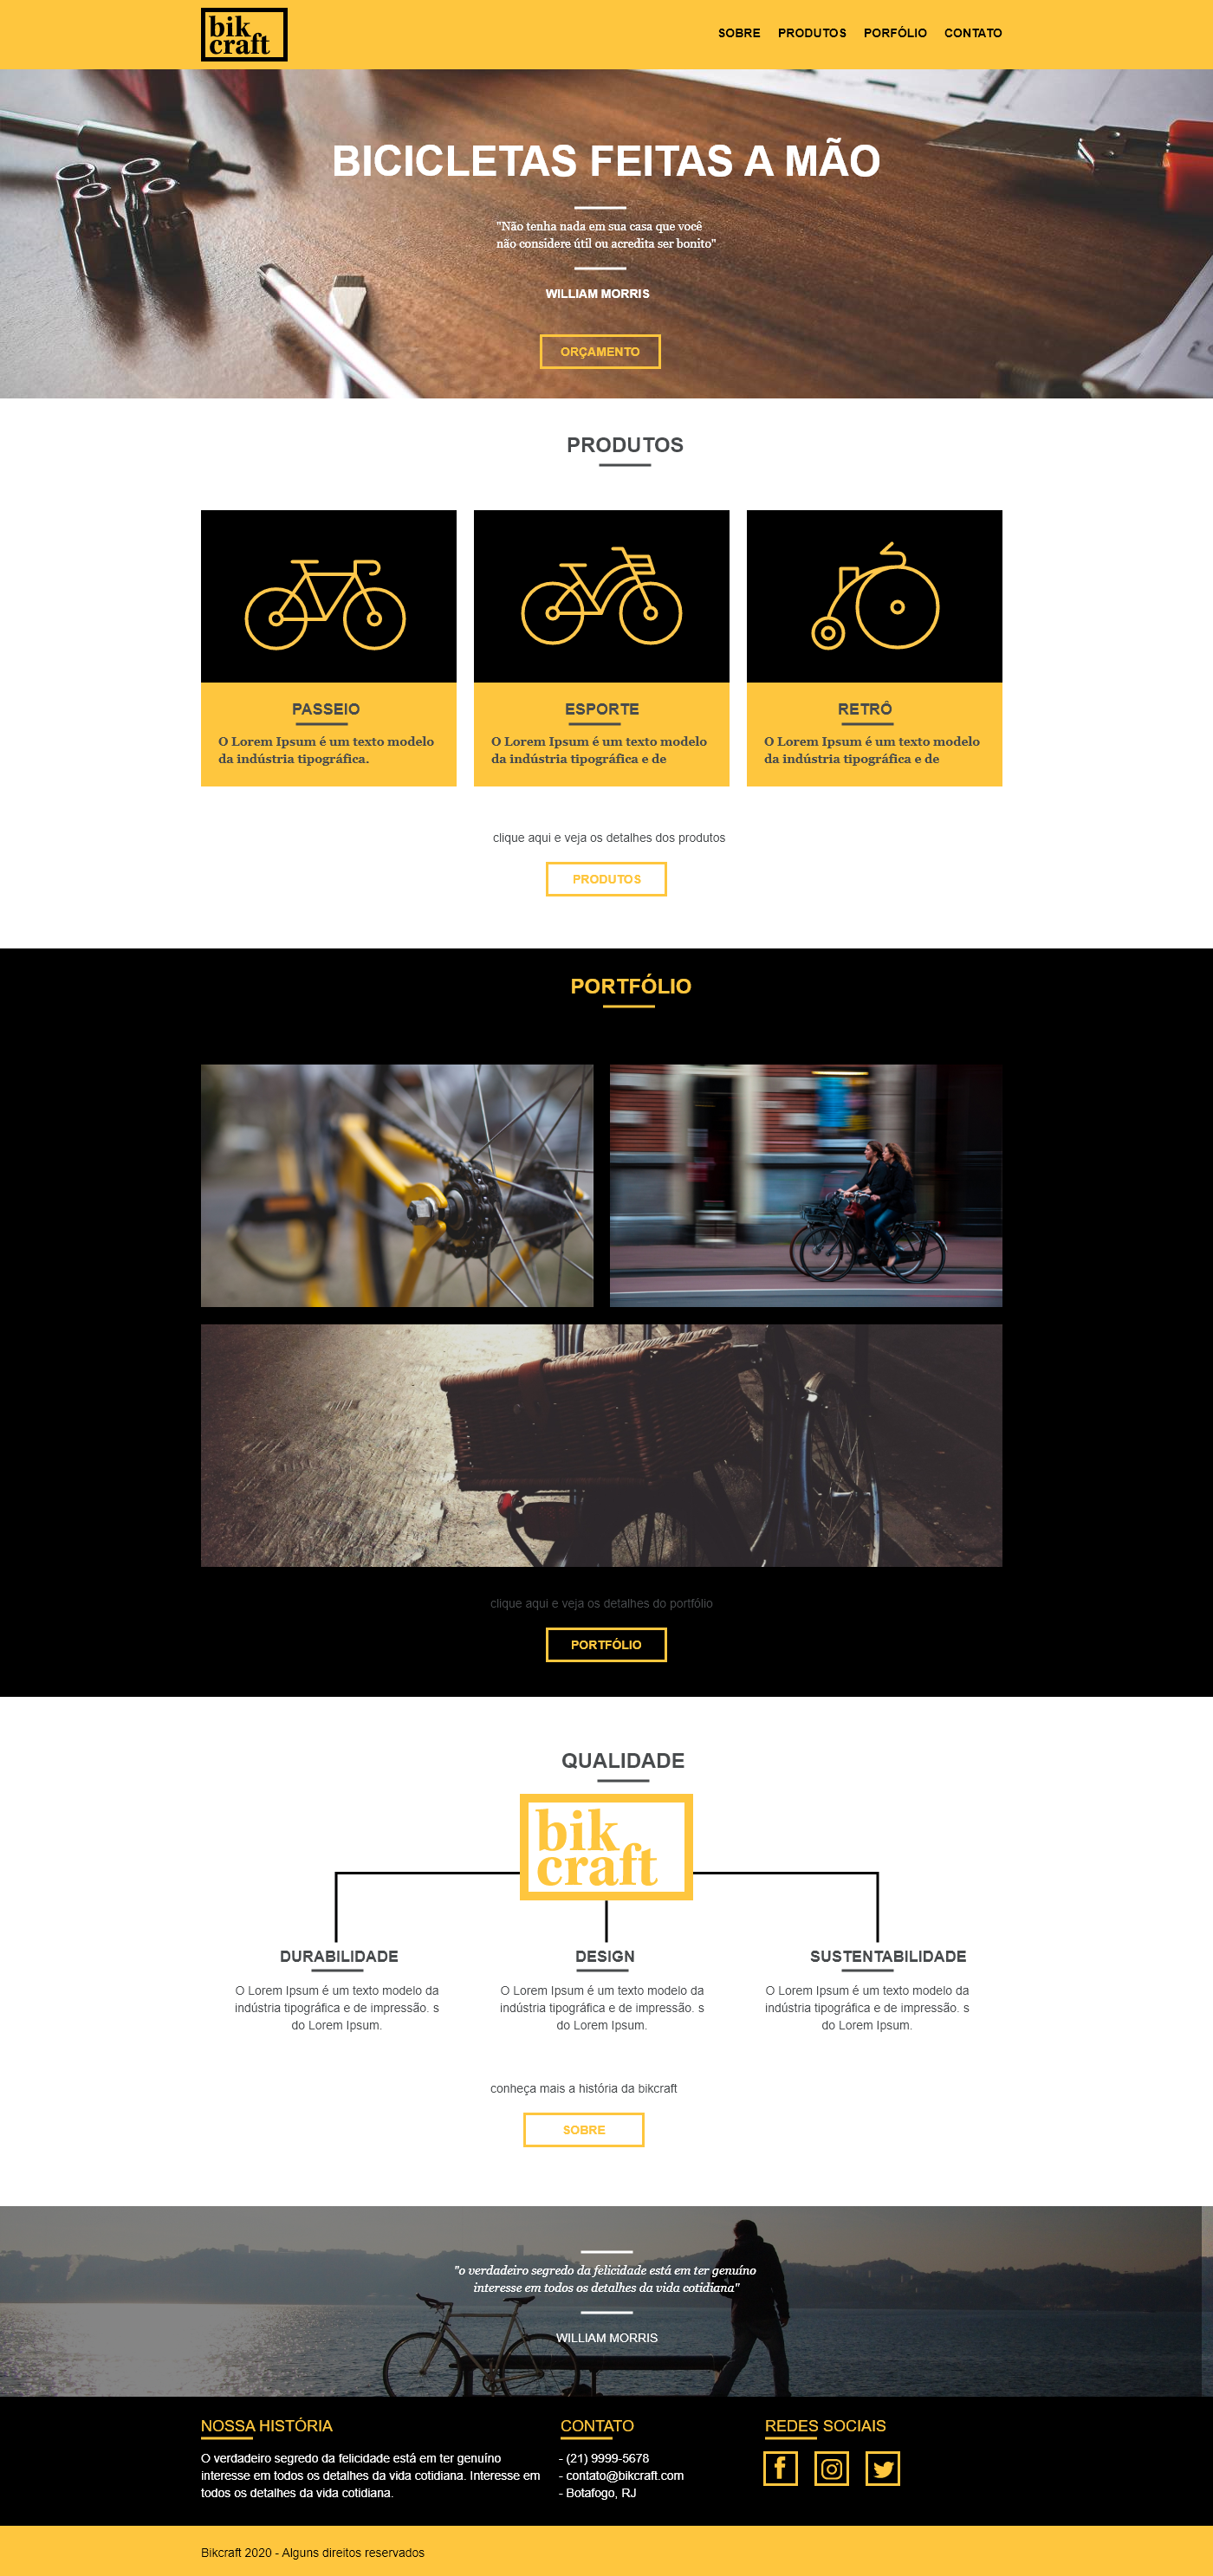 bik
craft
SOBRE PRODUTOS PORFÓLIO CONTATO
BICICLETAS FEITAS A MÃO
"Não tenha nada em sua casa que você
não considere útil ou acredita ser bonito"
WILLIAM MORRIS
ORÇAMENTO
PRODUTOS
PASSEIO
O Lorem Ipsum é um texto modelo
da indústria tipográfica.
ESPORTE
O Lorem Ipsum é um texto modelo
da indústria tipográfica e de
RETRÔ
O Lorem Ipsum é um texto modelo
da indústria tipográfica e de
clique aqui e veja os detalhes dos produtos
PRODUTOS
PORTFÓLIO
clique aqui e veja os detalhes do portfólio
PORTFÓLIO
QUALIDADE
bik
craft
DURABILIDADE
O Lorem Ipsum é um texto modelo da
indústria tipográfica e de impressão. s
do Lorem Ipsum.
DESIGN
O Lorem Ipsum é um texto modelo da
indústria tipográfica e de impressão. s
do Lorem Ipsum.
SUSTENTABILIDADE
O Lorem Ipsum é um texto modelo da
indústria tipográfica e de impressão. s
do Lorem Ipsum.
conheça mais a história da bikcraft
SOBRE
"o verdadeiro segredo da felicidade está em ter genuíno
interesse em todos os detalhes da vida cotidiana"
WILLIAM MORRIS
NOSSA HISTÓRIA
O verdadeiro segredo da felicidade está em ter genuíno
interesse em todos os detalhes da vida cotidiana. Interesse em
todos os detalhes da vida cotidiana.
CONTATO
- (21) 9999-5678
- contato@bikcraft.com
- Botafogo, RJ
REDES SOCIAIS
Bikcraft 2020 - Alguns direitos reservados